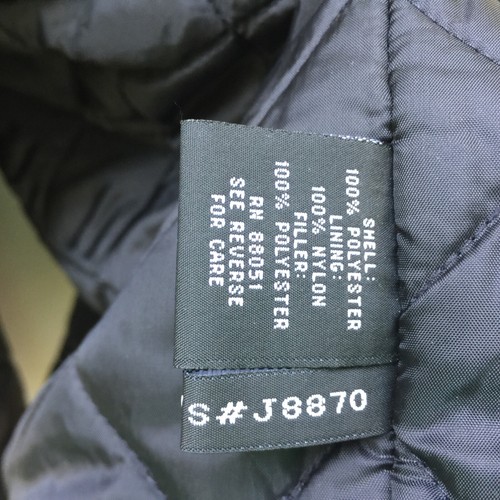 SHELL:
100% POLYESTER
LINING:
100% NYLON
FILLER:
100% POLYESTER
RN 88051
SEE REVERSE
FOR CARE
S#J8870